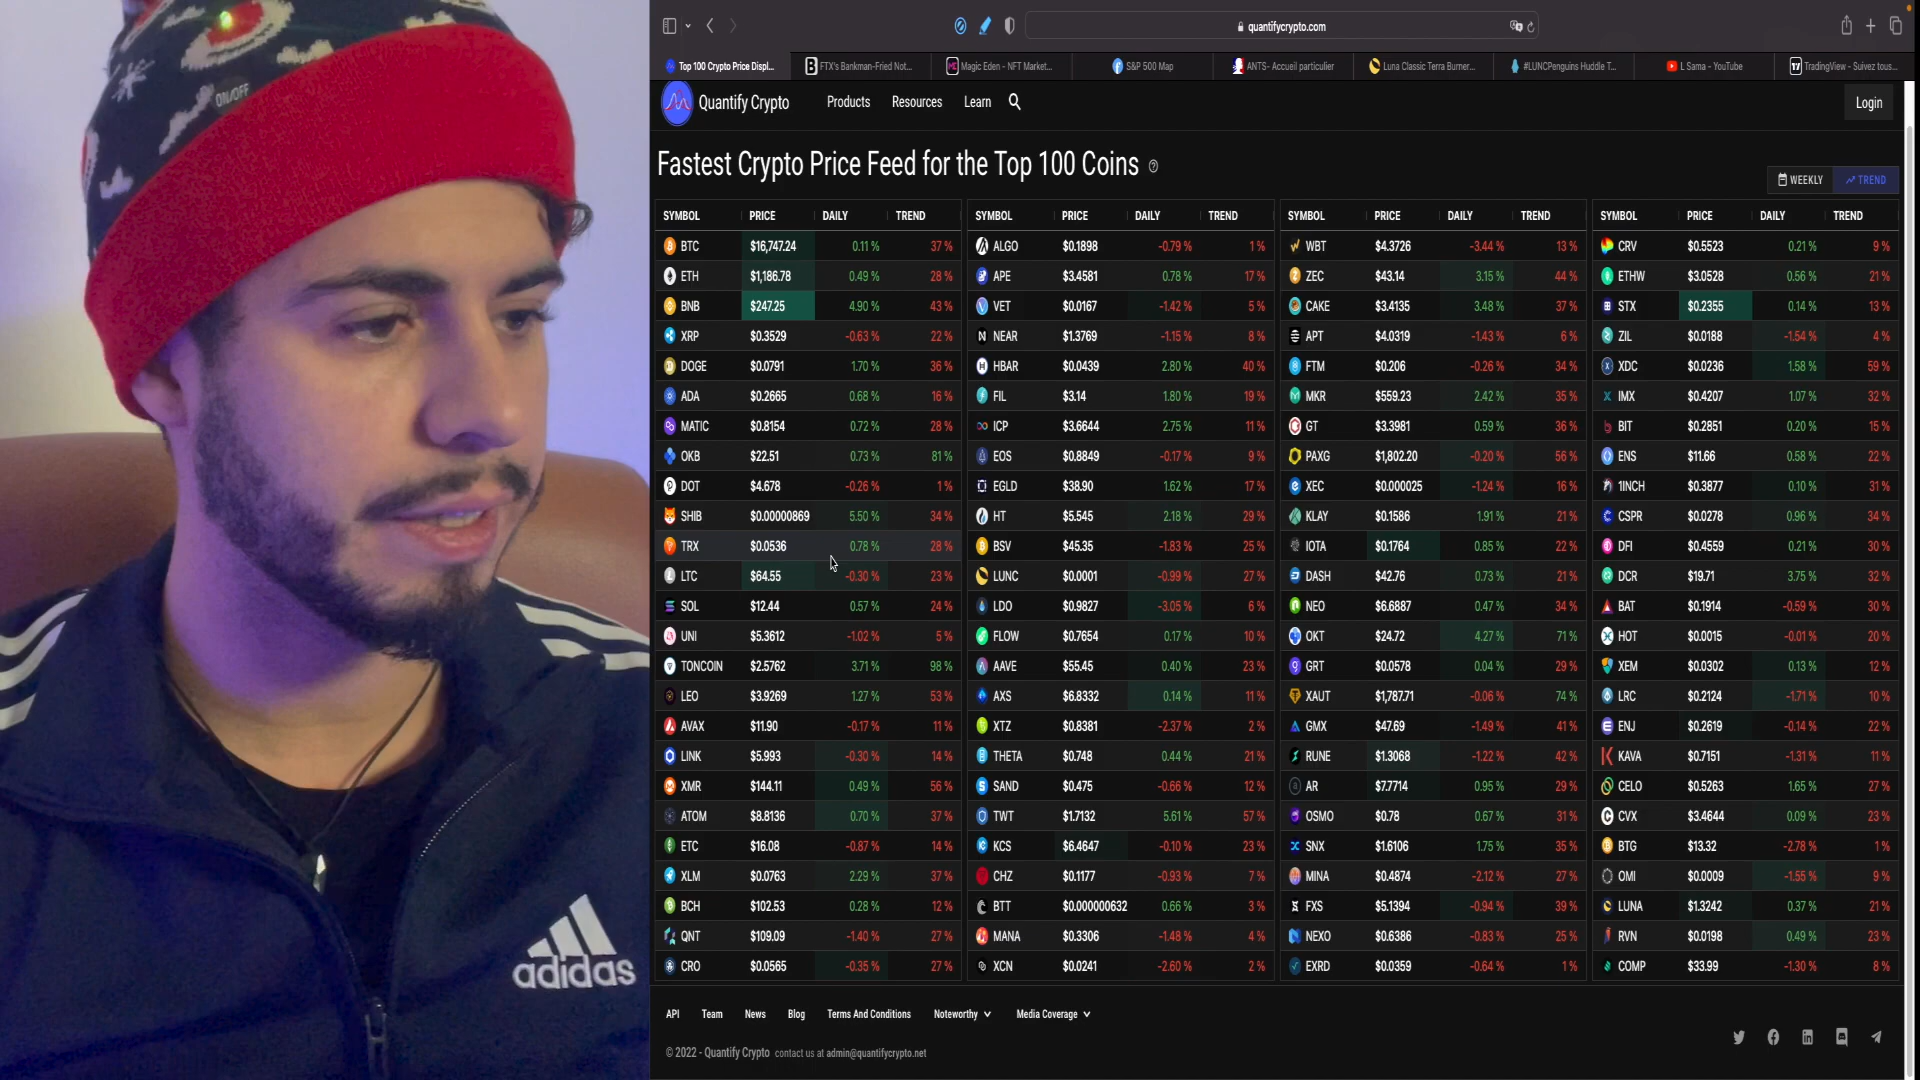 ON/OFF
adidas
quantifycrypto.com
Top 100 Crypto Price Displ...
FTX's Bankman-Fried Not...
Magic Eden - NFT Market...
S&P 500 Map
ANTS- Accueil particulier
Luna Classic Terra Burner...
#LUNCPenguins Huddle T...
L Sama - YouTube
TradingView - Suivez tous...
Quantify Crypto Products Resources Learn Login
Fastest Crypto Price Feed for the Top 100 Coins
WEEKLY TREND
SYMBOL PRICE DAILY TREND SYMBOL PRICE DAILY TREND SYMBOL PRICE DAILY TREND SYMBOL PRICE DAILY TREND
BTC $16,747.24 0.11 % 37 % ALGO $0.1898 -0.79 % 1 % WBT $4.3726 -3.44 % 13 % CRV $0.5523 0.21 % 9 %
ETH $1,186.78 0.49 % 28 % APE $3.4581 0.78 % 17 % ZEC $43.14 3.15 % 44 % ETHW $3.0528 0.56 % 21 %
BNB $247.25 4.90 % 43 % VET $0.0167 -1.42 % 5 % CAKE $3.4135 3.48 % 37 % STX $0.2355 0.14 % 13 %
XRP $0.3529 -0.63 % 22 % NEAR $1.3769 -1.15 % 8 % APT $4.0319 -1.43 % 6 % ZIL $0.0188 -1.54 % 4 %
DOGE $0.0791 1.70 % 36 % HBAR $0.0439 2.80 % 40 % FTM $0.206 -0.26 % 34 % XDC $0.0236 1.58 % 59 %
ADA $0.2665 0.68 % 16 % FIL $3.14 1.80 % 19 % MKR $559.23 2.42 % 35 % IMX $0.4207 1.07 % 32 %
MATIC $0.8154 0.72 % 28 % ICP $3.6644 2.75 % 11 % GT $3.3981 0.59 % 36 % BIT $0.2851 0.20 % 15 %
OKB $22.51 0.73 % 81 % EOS $0.8849 -0.17 % 9 % PAXG $1,802.20 -0.20 % 56 % ENS $11.66 0.58 % 22 %
DOT $4.678 -0.26 % 1 % EGLD $38.90 1.62 % 17 % XEC $0.000025 -1.24 % 16 % 1INCH $0.3877 0.10 % 31 %
SHIB $0.00000869 5.50 % 34 % HT $5.545 2.18 % 29 % KLAY $0.1586 1.91 % 21 % CSPR $0.0278 0.96 % 34 %
TRX $0.0536 0.78 % 28 % BSV $45.35 -1.83 % 25 % IOTA $0.1764 0.85 % 22 % DFI $0.4559 0.21 % 30 %
LTC $64.55 -0.30 % 23 % LUNC $0.0001 -0.99 % 27 % DASH $42.76 0.73 % 21 % DCR $19.71 3.75 % 32 %
SOL $12.44 0.57 % 24 % LDO $0.9827 -3.05 % 6 % NEO $6.6887 0.47 % 34 % BAT $0.1914 -0.59 % 30 %
UNI $5.3612 -1.02 % 5 % FLOW $0.7654 0.17 % 10 % OKT $24.72 4.27 % 71 % HOT $0.0015 -0.01 % 20 %
TONCOIN $2.5762 3.71 % 98 % AAVE $55.45 0.40 % 23 % GRT $0.0578 0.04 % 29 % XEM $0.0302 0.13 % 12 %
LEO $3.9269 1.27 % 53 % AXS $6.8332 0.14 % 11 % XAUT $1,787.71 -0.06 % 74 % LRC $0.2124 -1.71 % 10 %
AVAX $11.90 -0.17 % 11 % XTZ $0.8381 -2.37 % 2 % GMX $47.69 -1.49 % 41 % ENJ $0.2619 -0.14 % 22 %
LINK $5.993 -0.30 % 14 % THETA $0.748 0.44 % 21 % RUNE $1.3068 -1.22 % 42 % KAVA $0.7151 -1.31 % 11 %
XMR $144.11 0.49 % 56 % SAND $0.475 -0.66 % 12 % AR $7.7714 0.95 % 29 % CELO $0.5263 1.65 % 27 %
ATOM $8.8136 0.70 % 37 % TWT $1.7132 5.61 % 57 % OSMO $0.78 0.67 % 31 % CVX $3.4644 0.09 % 23 %
ETC $16.08 -0.87 % 14 % KCS $6.4647 -0.10 % 23 % SNX $1.6106 1.75 % 35 % BTG $13.32 -2.78 % 1 %
XLM $0.0763 2.29 % 37 % CHZ $0.1177 -0.93 % 7 % MINA $0.4874 -2.12 % 27 % OMI $0.0009 -1.55 % 9 %
BCH $102.53 0.28 % 12 % BTT $0.000000632 0.66 % 3 % FXS $5.1394 -0.94 % 39 % LUNA $1.3242 0.37 % 21 %
QNT $109.09 -1.40 % 27 % MANA $0.3306 -1.48 % 4 % NEXO $0.6386 -0.83 % 25 % RVN $0.0198 0.49 % 23 %
CRO $0.0565 -0.35 % 27 % XCN $0.0241 -2.60 % 2 % EXRD $0.0359 -0.64 % 1 % COMP $33.99 -1.30 % 8 %
API Team News Blog Terms And Conditions Noteworthy Media Coverage
© 2022 - Quantify Crypto contact us at admin@quantifycrypto.net